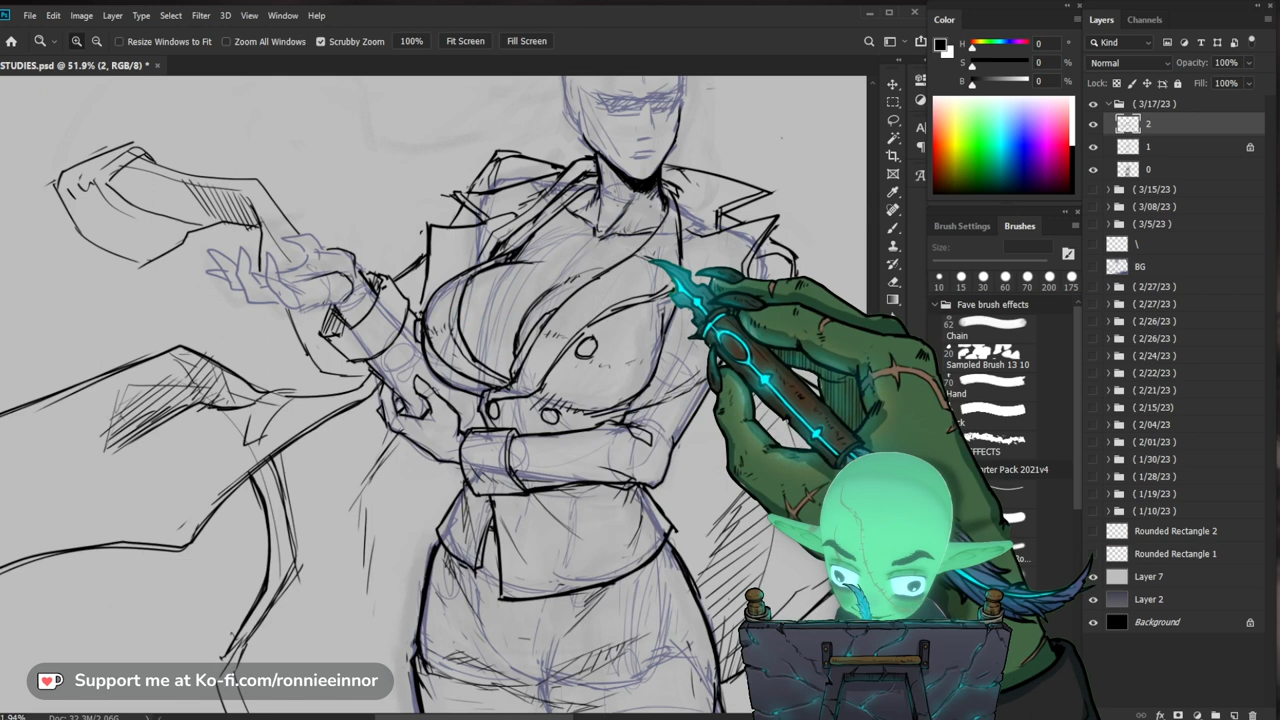 File Edit Image Layer Type Select Filter 3D View Window Help
Resize Windows to Fit Zoom All Windows Scrubby Zoom 100% Fit Screen Fill Screen
STUDIES.psd @ 51.9% (2, RGB/8) *
Color
H 0 °
S 0 %
B 0 %
Brush Settings Brushes
Size:
10 15 30 60 70 200 175
Fave brush effects
62
Chain
20
Sampled Brush 13 10
70
Hand
EFFECTS
rter Pack 2021v4
Layers Channels
Kind
Normal Opacity: 100%
Lock: Fill: 100%
( 3/17/23 )
2
1
0
( 3/15/23 )
( 3/08/23 )
( 3/5/23 )
\
BG
( 2/27/23 )
( 2/27/23 )
( 2/26/23 )
( 2/26/23 )
( 2/24/23 )
( 2/22/23 )
( 2/21/23 )
( 2/15/23)
( 2/04/23
( 2/01/23 )
( 1/30/23 )
( 1/28/23 )
( 1/19/23 )
( 1/10/23 )
Rounded Rectangle 2
Rounded Rectangle 1
Layer 7
Layer 2
Background
Support me at Ko-fi.com/ronnieeinnor